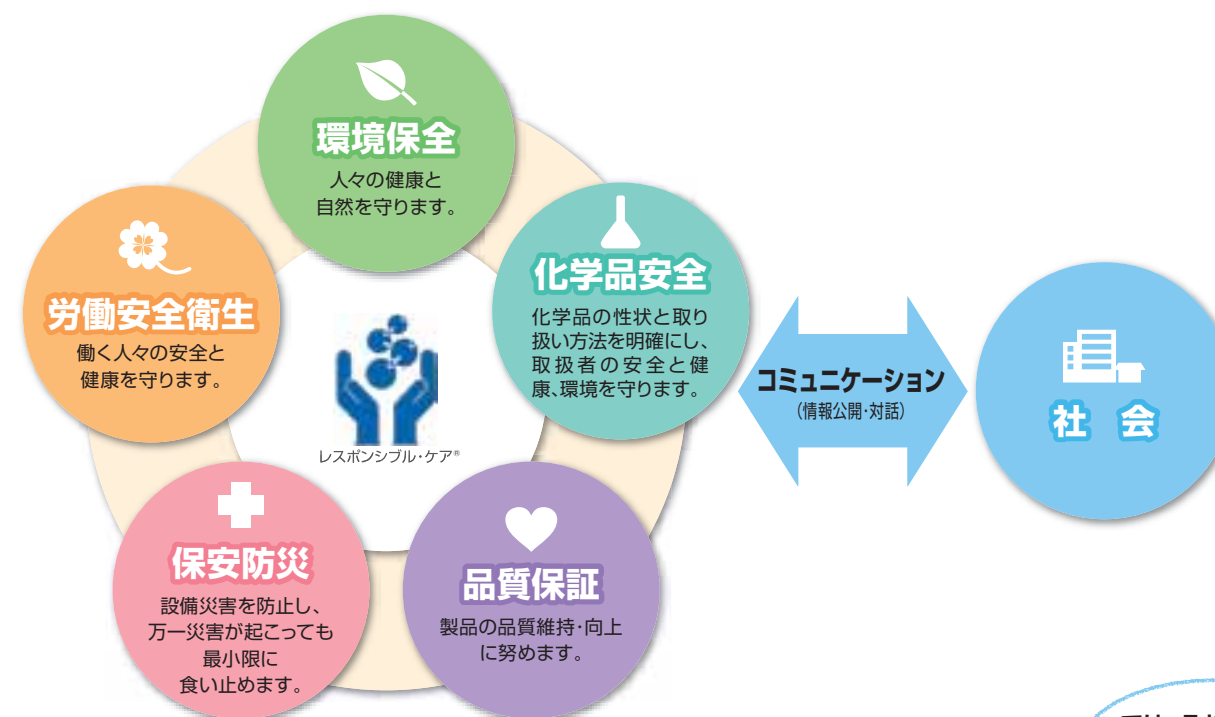 環境保全
人々の健康と
自然を守ります。
化学品安全
化学品の性状と取り
扱い方法を明確にし、
取扱者の安全と健
康、環境を守ります。
労働安全衛生
働く人々の安全と
健康を守ります。
レスポンシブル・ケア®
コミュニケーション
(情報公開・対話)
社 会
保安防災
設備災害を防止し、
万一災害が起こっても
最小限に
食い止めます。
品質保証
製品の品質維持・向上
に努めます。